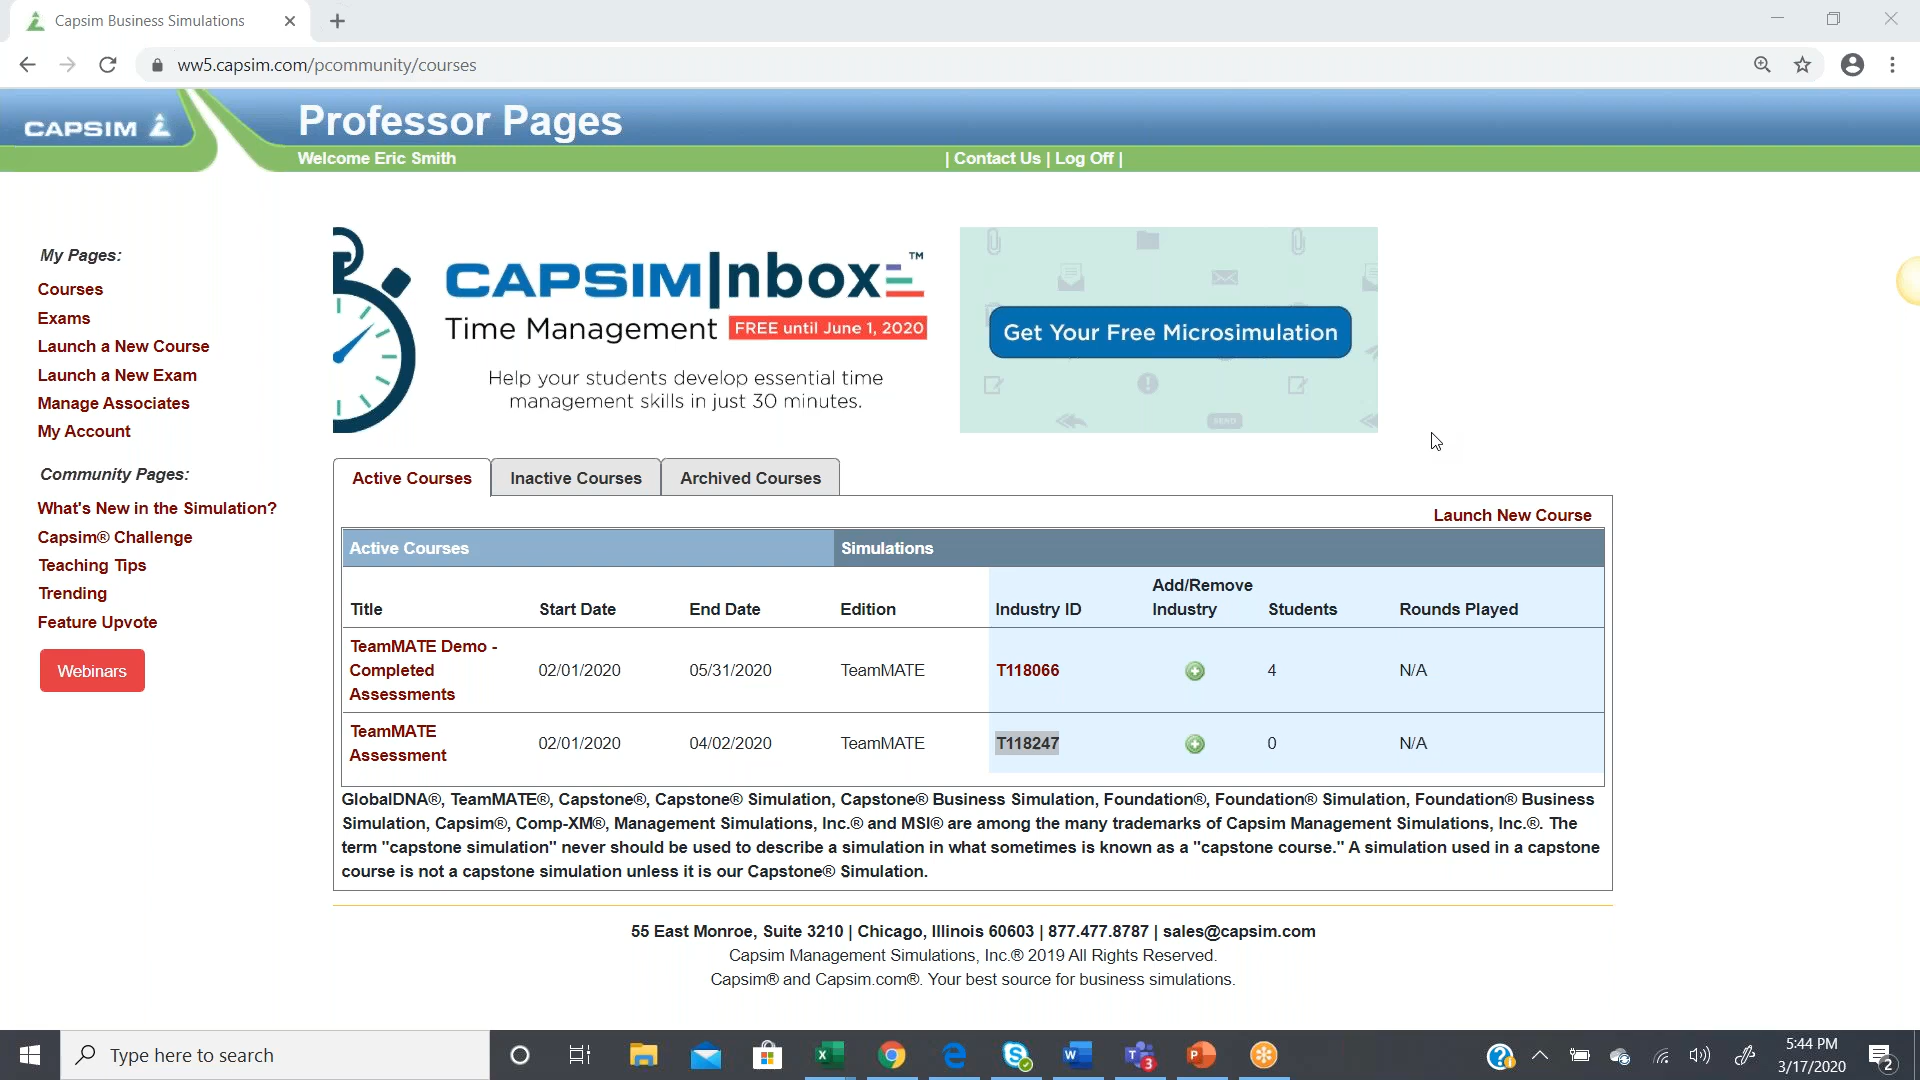 Capsim Business Simulations
ww5.capsim.com/pcommunity/courses
CAPSIM
Professor Pages
Welcome Eric Smith
| Contact Us | Log Off |
My Pages:
Courses
Exams
Launch a New Course
Launch a New Exam
Manage Associates
My Account
Community Pages:
What's New in the Simulation?
Capsim® Challenge
Teaching Tips
Trending
Feature Upvote
Webinars
CAPSIM|nbox™
Time Management FREE until June 1, 2020
Help your students develop essential time
management skills in just 30 minutes.
Get Your Free Microsimulation
SEND
Active Courses Inactive Courses Archived Courses
Launch New Course
Active Courses Simulations
Title Start Date End Date Edition Industry ID Add/Remove Industry Students Rounds Played
TeamMATE Demo -
Completed
Assessments
02/01/2020 05/31/2020 TeamMATE T118066 4 N/A
TeamMATE
Assessment
02/01/2020 04/02/2020 TeamMATE T118247 0 N/A
GlobalDNA®, TeamMATE®, Capstone®, Capstone® Simulation, Capstone® Business Simulation, Foundation®, Foundation® Simulation, Foundation® Business
Simulation, Capsim®, Comp-XM®, Management Simulations, Inc.® and MSI® are among the many trademarks of Capsim Management Simulations, Inc.®. The
term "capstone simulation" never should be used to describe a simulation in what sometimes is known as a "capstone course." A simulation used in a capstone
course is not a capstone simulation unless it is our Capstone® Simulation.
55 East Monroe, Suite 3210 | Chicago, Illinois 60603 | 877.477.8787 | sales@capsim.com
Capsim Management Simulations, Inc.® 2019 All Rights Reserved.
Capsim® and Capsim.com®. Your best source for business simulations.
Type here to search
3
5:44 PM
3/17/2020
2